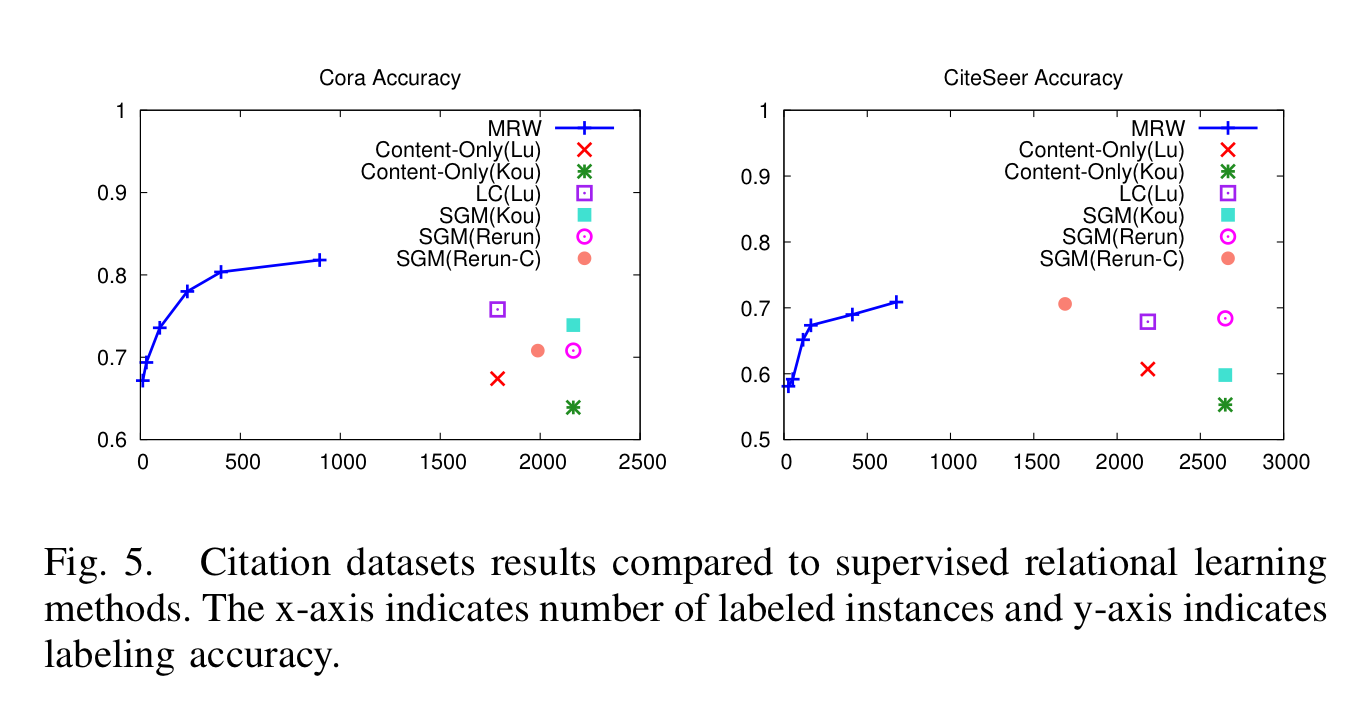 Cora Accuracy
1
0.9
0.8
0.7
0.6
0
500
1000
1500
2000
2500
MRW
Content-Only(Lu)
Content-Only(Kou)
LC(Lu)
SGM(Kou)
SGM(Rerun)
SGM(Rerun-C)
CiteSeer Accuracy
1
0.9
0.8
0.7
0.6
0.5
0
500
1000
1500
2000
2500
3000
MRW
Content-Only(Lu)
Content-Only(Kou)
LC(Lu)
SGM(Kou)
SGM(Rerun)
SGM(Rerun-C)
Fig. 5. Citation datasets results compared to supervised relational learning
methods. The x-axis indicates number of labeled instances and y-axis indicates
labeling accuracy.